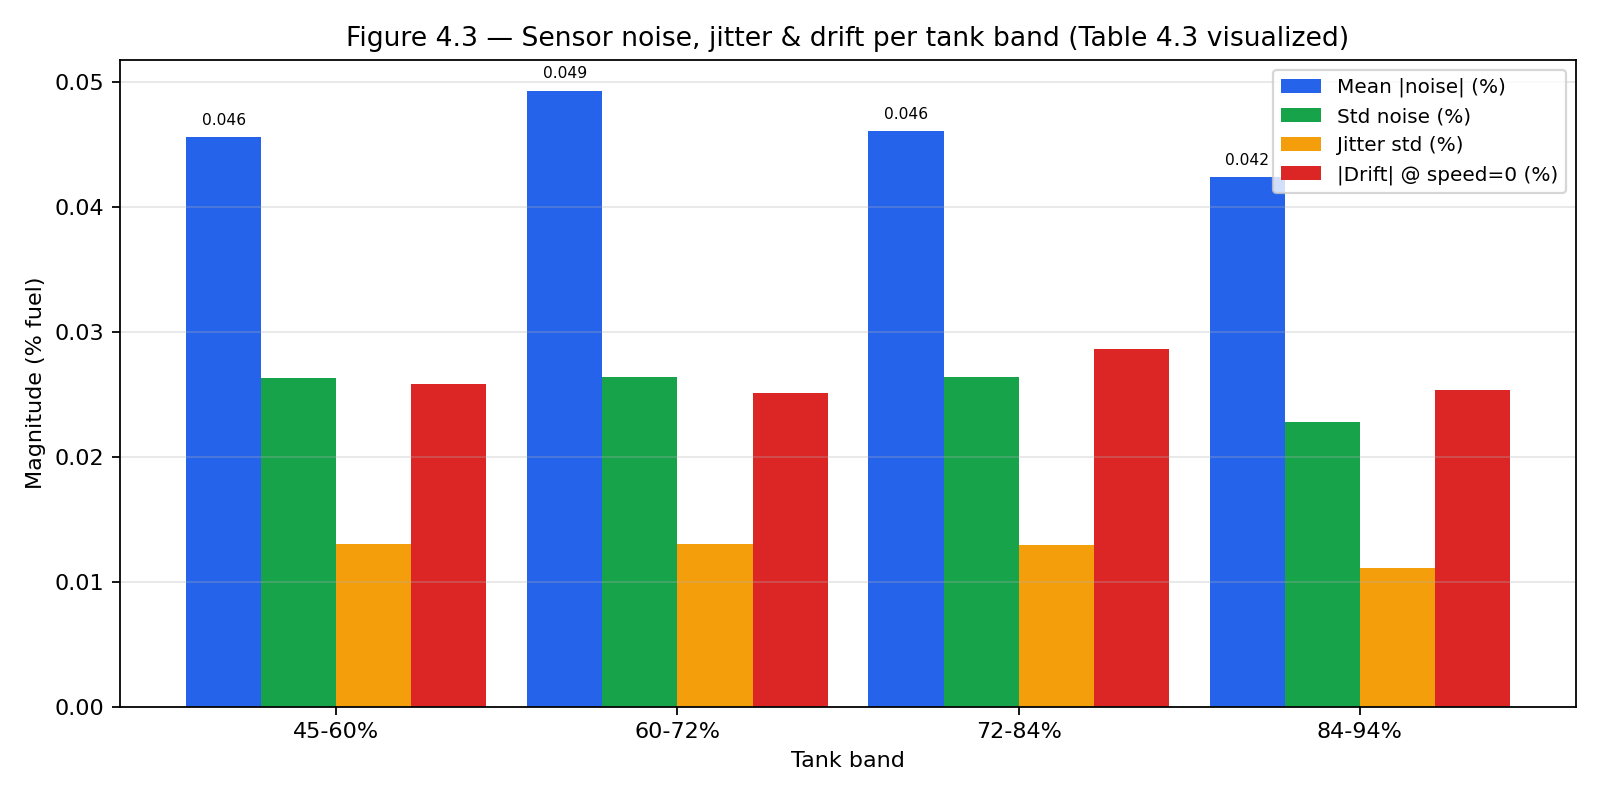 Figure 4.3 — Sensor noise, jitter & drift per tank band (Table 4.3 visualized)
Mean |noise| (%)
Std noise (%)
Jitter std (%)
|Drift| @ speed=0 (%)
0.046
0.049
0.046
0.042
Magnitude (% fuel)
0.05
0.04
0.03
0.02
0.01
0.00
45-60%
60-72%
72-84%
84-94%
Tank band